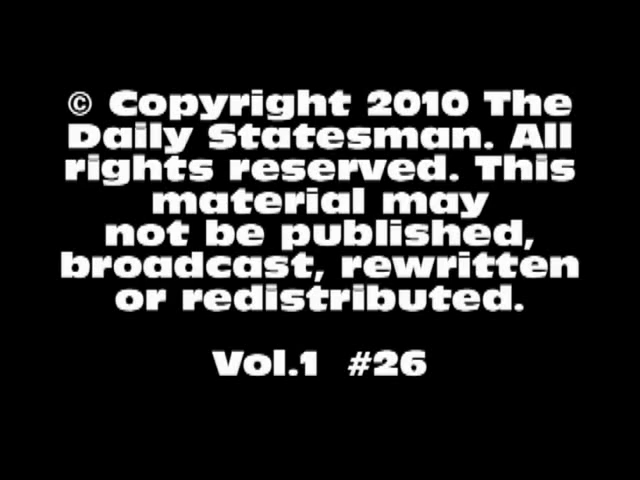 © Copyright 2010 The
Daily Statesman. All
rights reserved. This
material may
not be published,
broadcast, rewritten
or redistributed.
Vol.1 #26